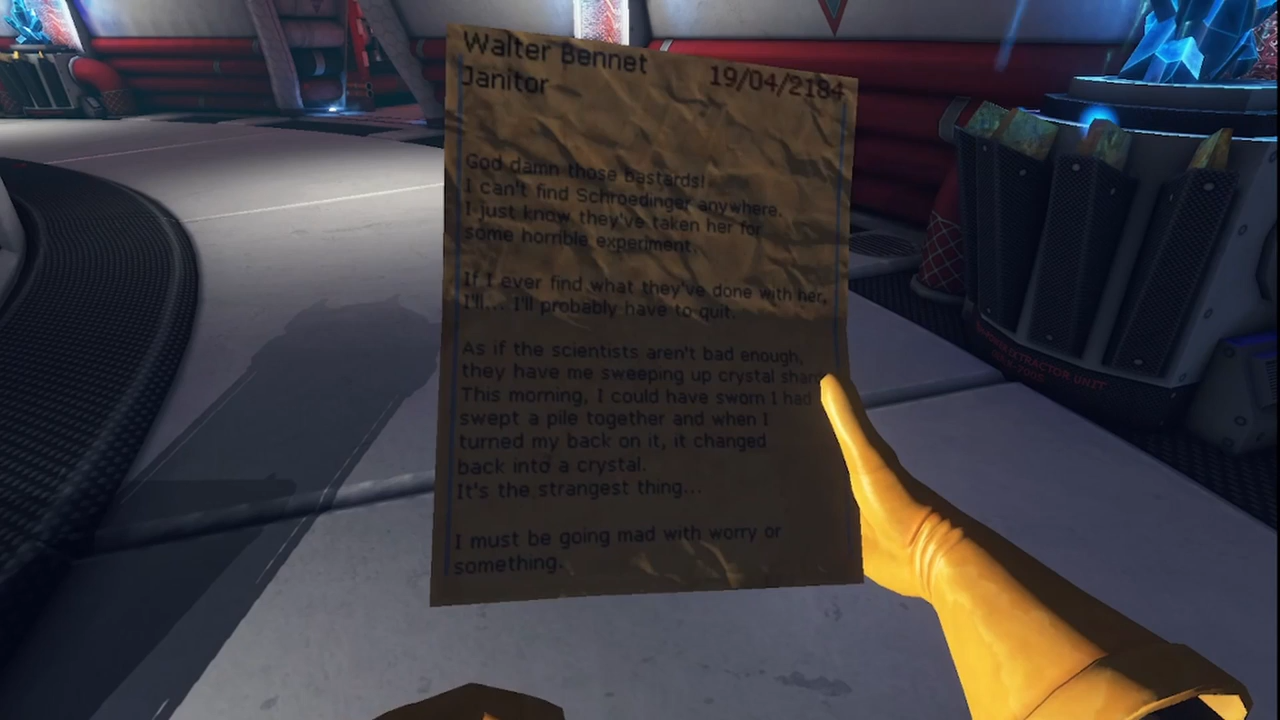 Walter Bennet
Janitor
19/04/2184
God damn those bastards!
I can't find Schroedinger anywhere.
I just know they've taken her for
some horrible experiment.
If I ever find what they've done with her,
I'll... I'll probably have to quit.
As if the scientists aren't bad enough,
they have me sweeping up crystal shard
This morning, I could have sworn I had
swept a pile together and when I
turned my back on it, it changed
back into a crystal.
It's the strangest thing...
I must be going mad with worry or
something.
EXTRACTOR UNIT